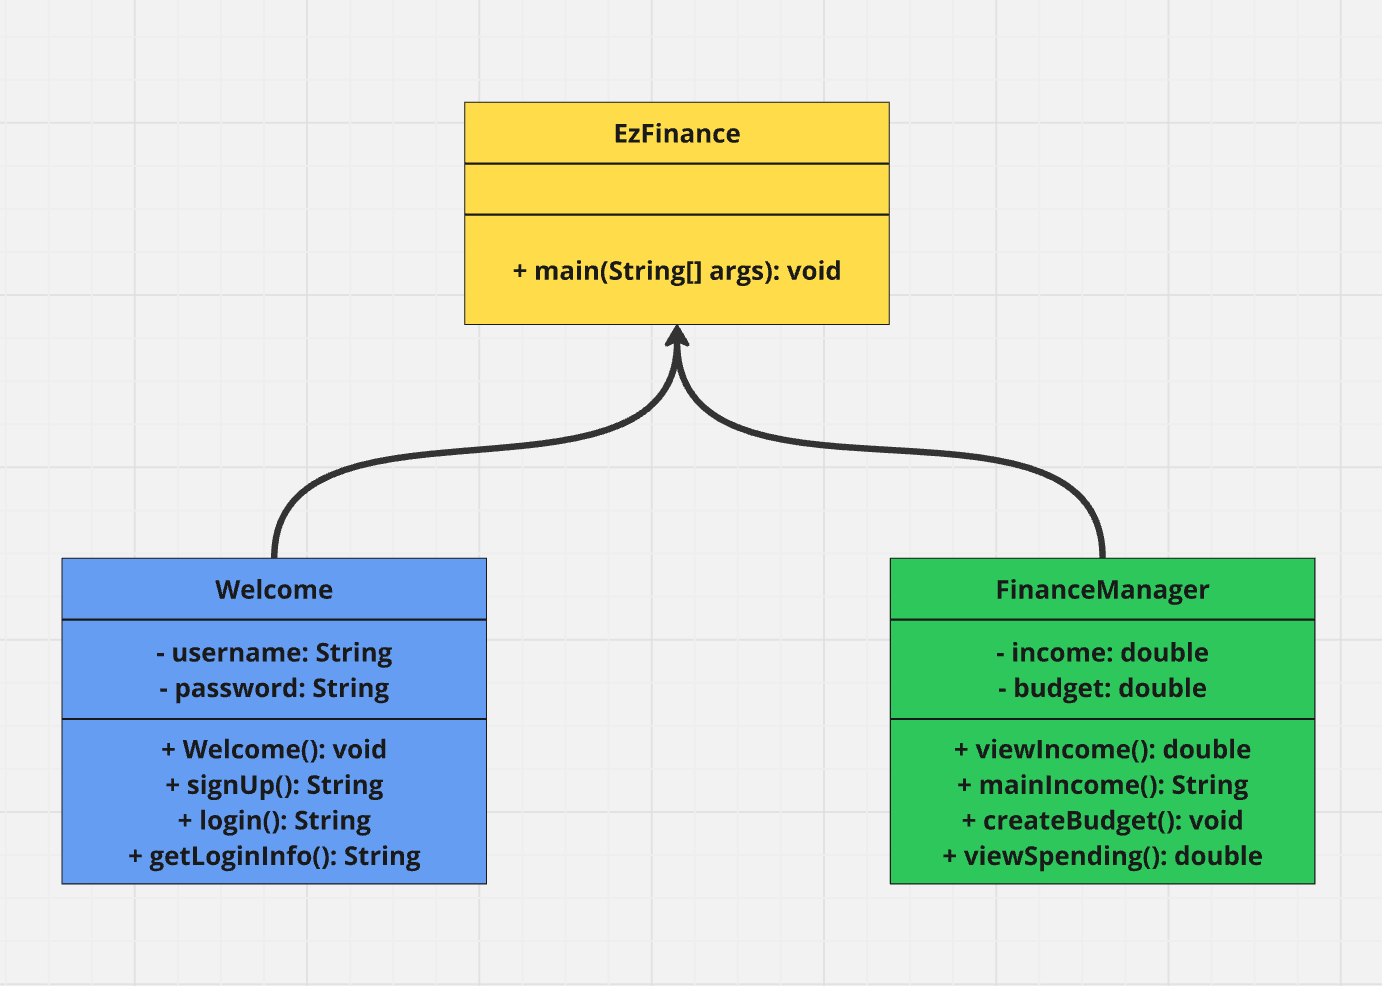 EzFinance
+ main(String[] args): void
Welcome
- username: String
- password: String
+ Welcome(): void
+ signUp(): String
+ login(): String
+ getLoginInfo(): String
FinanceManager
- income: double
- budget: double
+ viewIncome(): double
+ mainIncome(): String
+ createBudget(): void
+ viewSpending(): double